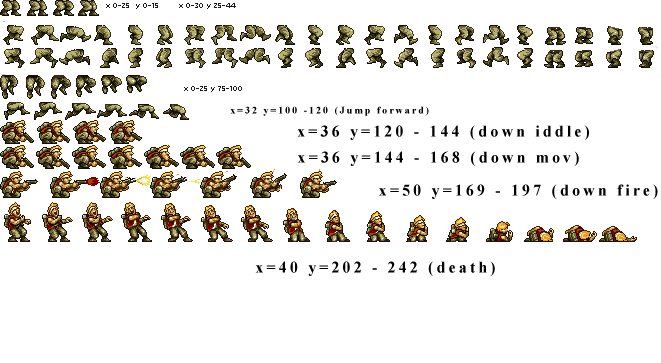 x 0-25 y 0-15 x 0-30 y 25-44
x 0-25 y 75-100
x=32 y=100 -120 (Jump forward)
x=36 y=120 - 144 (down iddle)
x=36 y=144 - 168 (down mov)
x=50 y=169 - 197 (down fire)
x=40 y=202 - 242 (death)